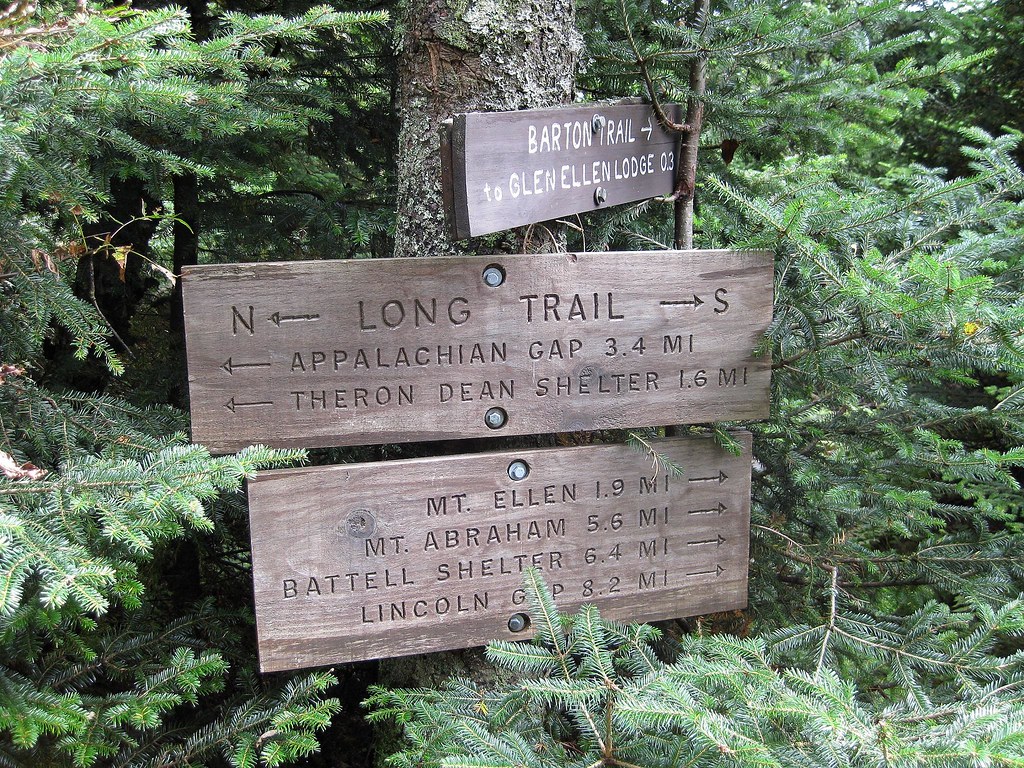 BARTON TRAIL →
to GLEN ELLEN LODGE 0.3
N ← LONG TRAIL → S
← APPALACHIAN GAP 3.4 MI
← THERON DEAN SHELTER 1.6 MI
MT. ELLEN 1.9 MI →
MT. ABRAHAM 5.6 MI →
BATTELL SHELTER 6.4 MI →
LINCOLN GAP 8.2 MI →